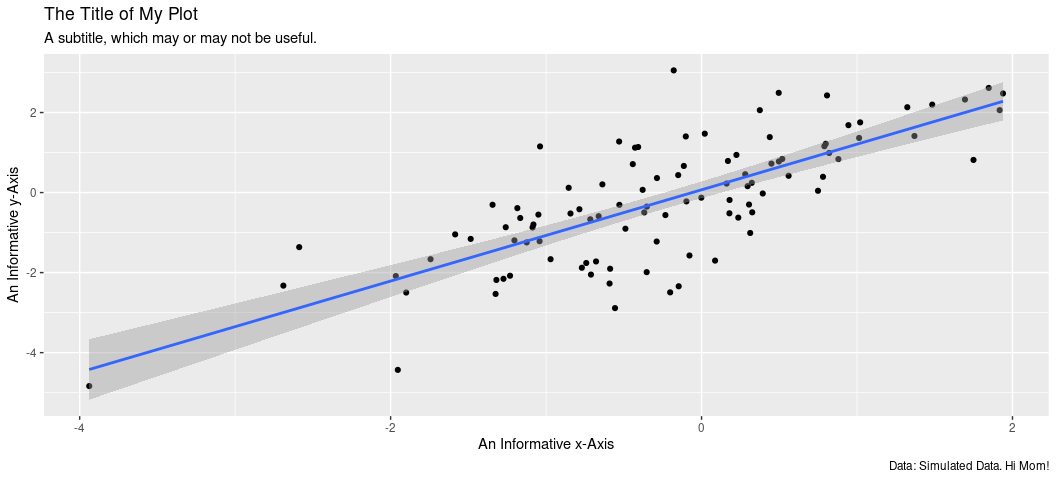 The Title of My Plot
A subtitle, which may or may not be useful.
An Informative y-Axis
2
0
-2
-4
-4 -2 0 2
An Informative x-Axis
Data: Simulated Data. Hi Mom!